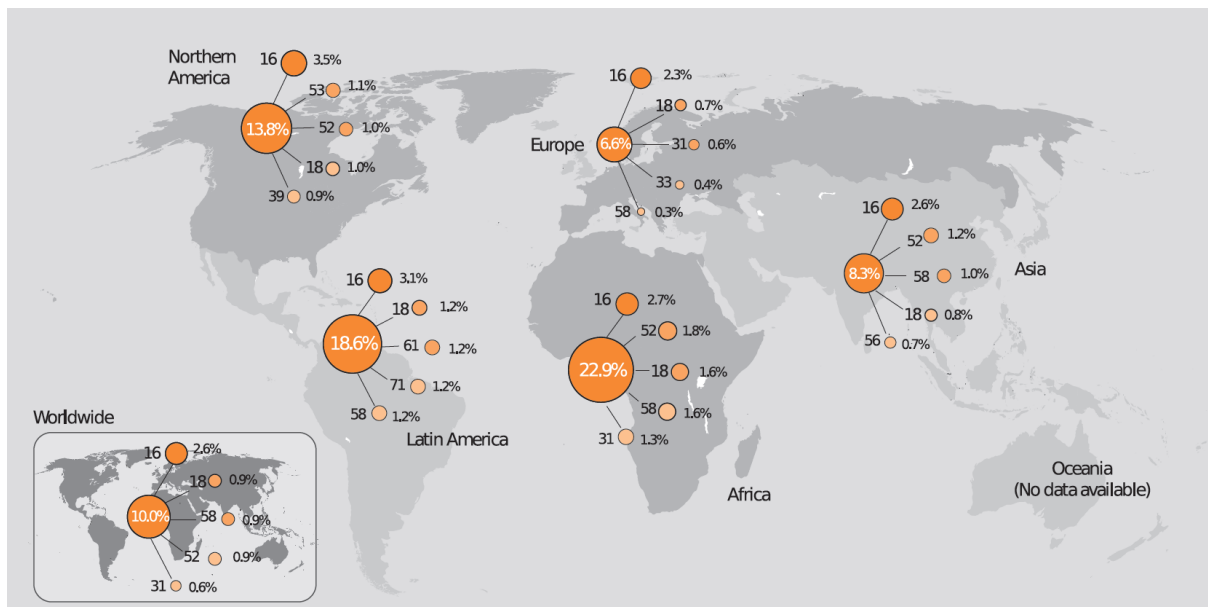 Northern
America
16 3.5%
53 1.1%
13,8%
52 1.0%
18 1.0%
39 0.9%
16 2.3%
18 0.7%
Europe 6.6% 31 0.6%
33 0.4%
58 0.3%
16 2.6%
52 1.2%
8.3% 58 1.0%
Asia
18 0.8%
56 0.7%
16 3,1%
18 1,2%
18.6% 61 1,2%
71 1,2%
58 1,2%
Latin America
16 2.7%
52 1.8%
22.9% 18 1.6%
58 1.6%
31 1.3%
Africa
Oceania
(No data available)
Worldwide
16 2.6%
18 0.9%
10.0% 58 0.9%
52 0.9%
31 0.6%